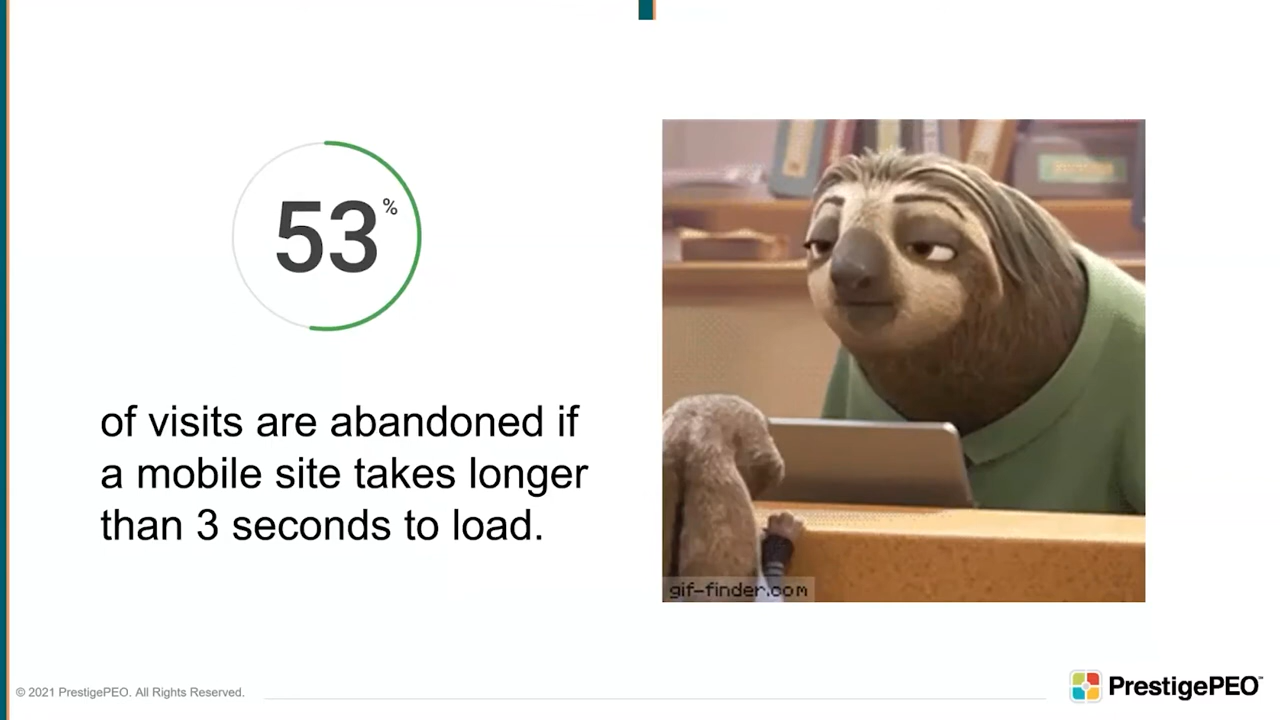 53%
of visits are abandoned if
a mobile site takes longer
than 3 seconds to load.
gif-finder.com
© 2021 PrestigePEO. All Rights Reserved.
PrestigePEO™